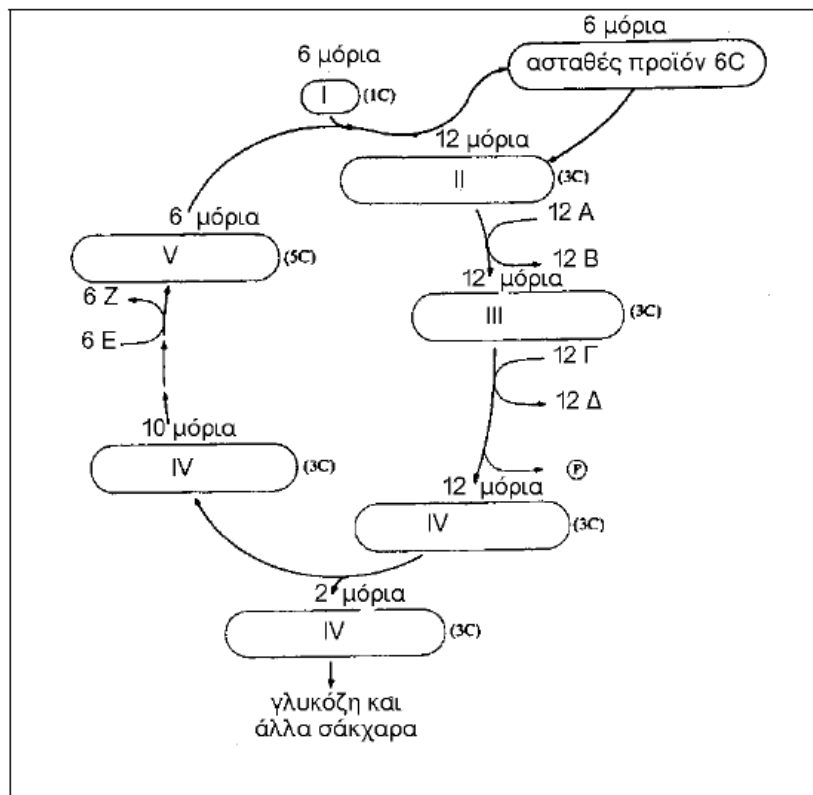 6 μόρια
ασταθές προϊόν 6C
6 μόρια
I (1C)
12 μόρια
II (3C)
12 A
12 B
12 μόρια
III (3C)
12 Γ
12 Δ
P
12 μόρια
IV (3C)
2 μόρια
IV (3C)
γλυκόζη και
άλλα σάκχαρα
10 μόρια
IV (3C)
6 E
6 Z
6 μόρια
V (5C)